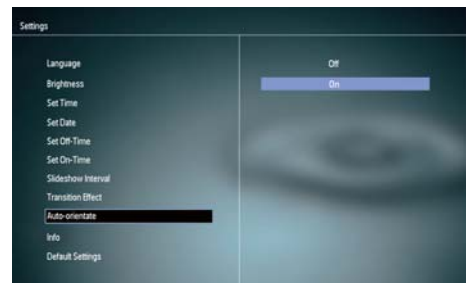 Settings
Language
Brightness
Set Time
Set Date
Set Off-Time
Set On-Time
Slideshow Interval
Transition Effect
Auto-orientate
Info
Default Settings
Off
On